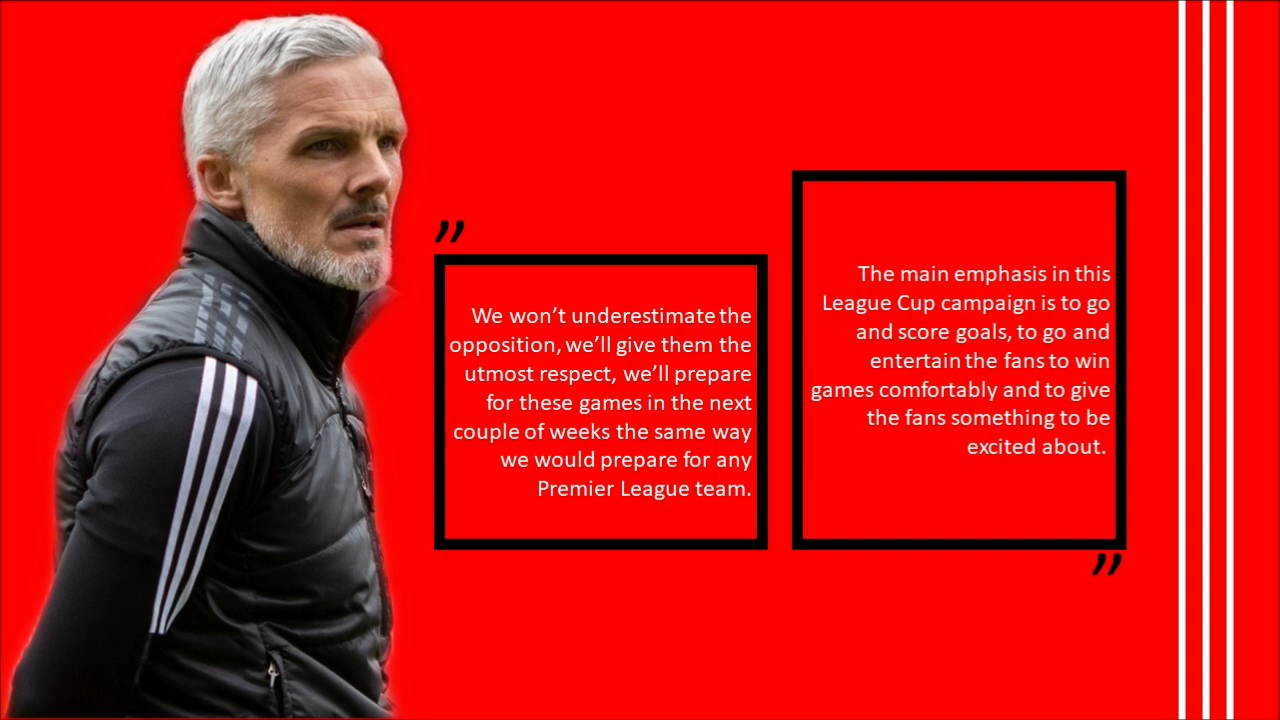 ”
We won’t underestimate the
opposition, we’ll give them the
utmost respect, we’ll prepare
for these games in the next
couple of weeks the same way
we would prepare for any
Premier League team.
The main emphasis in this
League Cup campaign is to go
and score goals, to go and
entertain the fans to win
games comfortably and to give
the fans something to be
excited about.
”